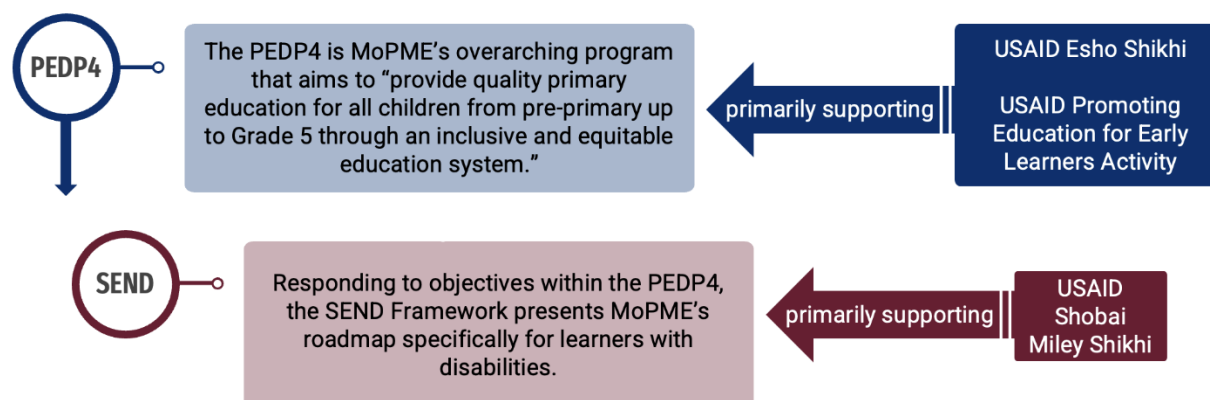 PEDP4
The PEDP4 is MoPME's overarching program
that aims to “provide quality primary
education for all children from pre-primary up
to Grade 5 through an inclusive and equitable
education system.”
primarily supporting
USAID Esho Shikhi
USAID Promoting
Education for Early
Learners Activity
SEND
Responding to objectives within the PEDP4,
the SEND Framework presents MoPME's
roadmap specifically for learners with
disabilities.
primarily supporting
USAID
Shobai
Miley Shikhi